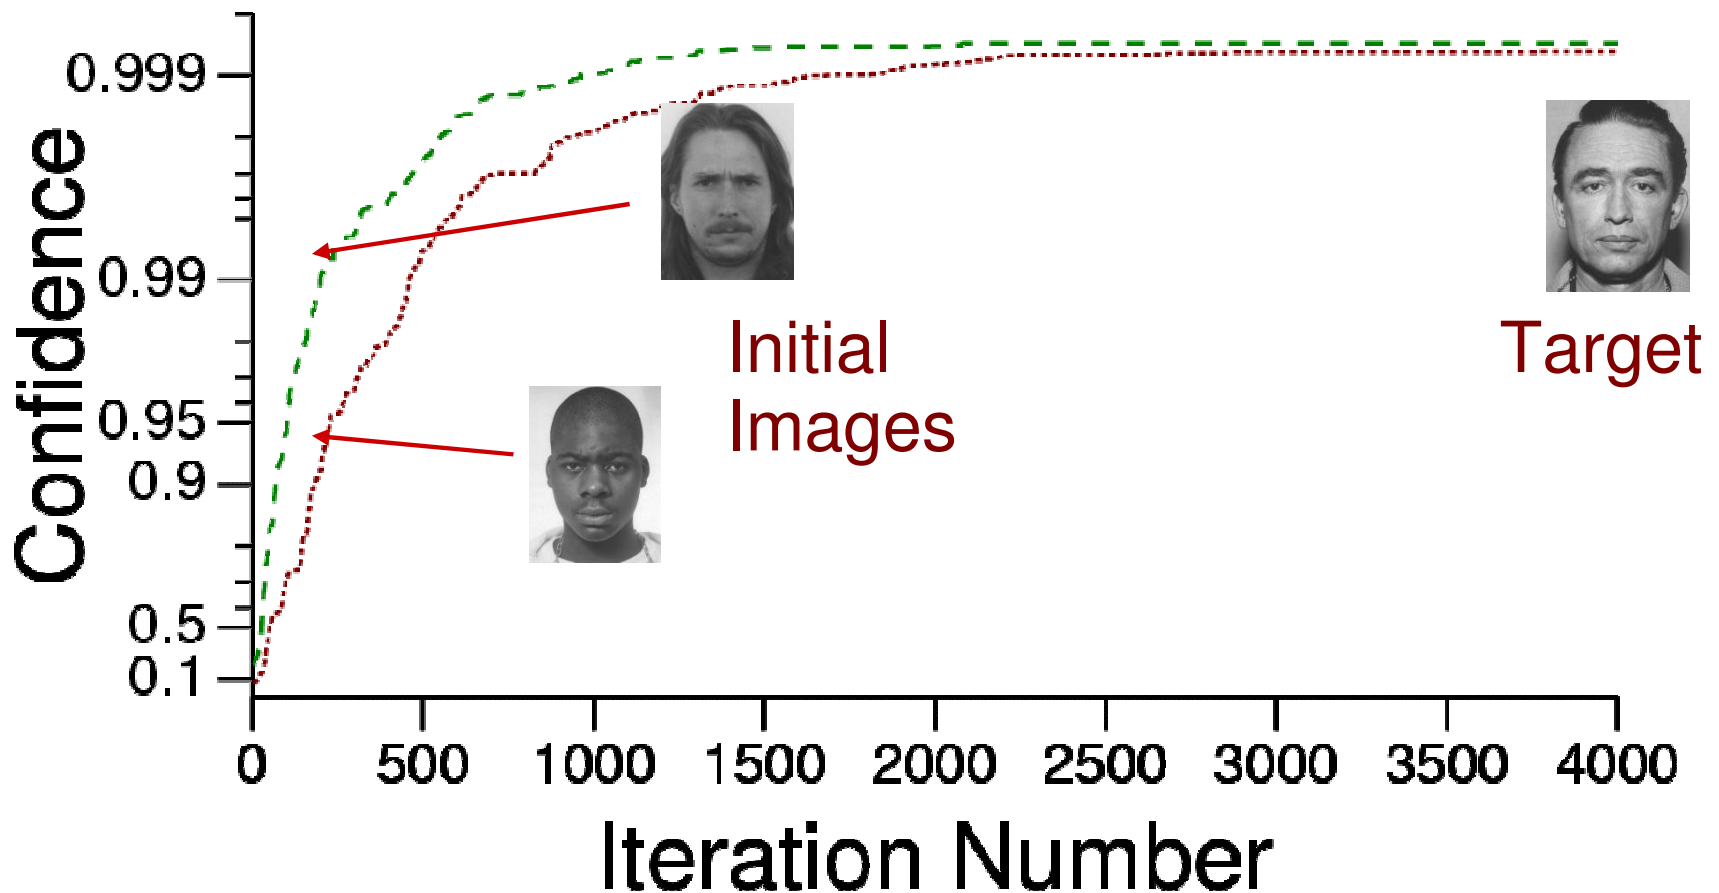 0.999
0.99
0.95
0.9
0.5
0.1
Confidence
Initial
Images
Target
0 500 1000 1500 2000 2500 3000 3500 4000
Iteration Number